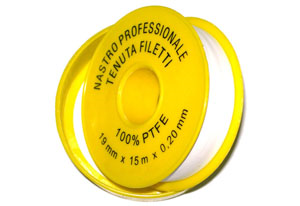 NASTRO PROFESSIONALE
TENUTA FILETTI
100% PTFE
19 mm x 15 m x 0,20 mm